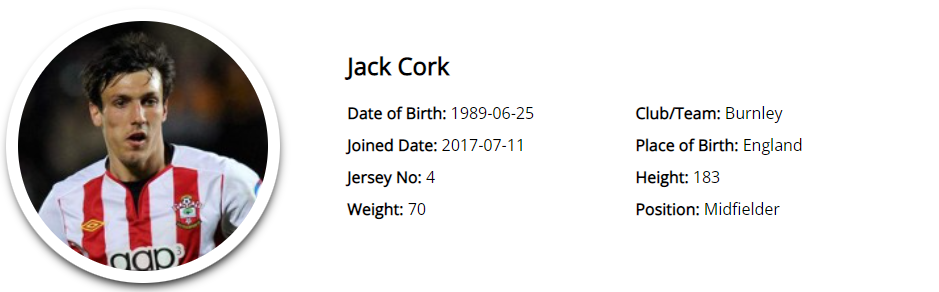 Jack Cork
Date of Birth: 1989-06-25
Club/Team: Burnley
Joined Date: 2017-07-11
Place of Birth: England
Jersey No: 4
Height: 183
Weight: 70
Position: Midfielder
aap3